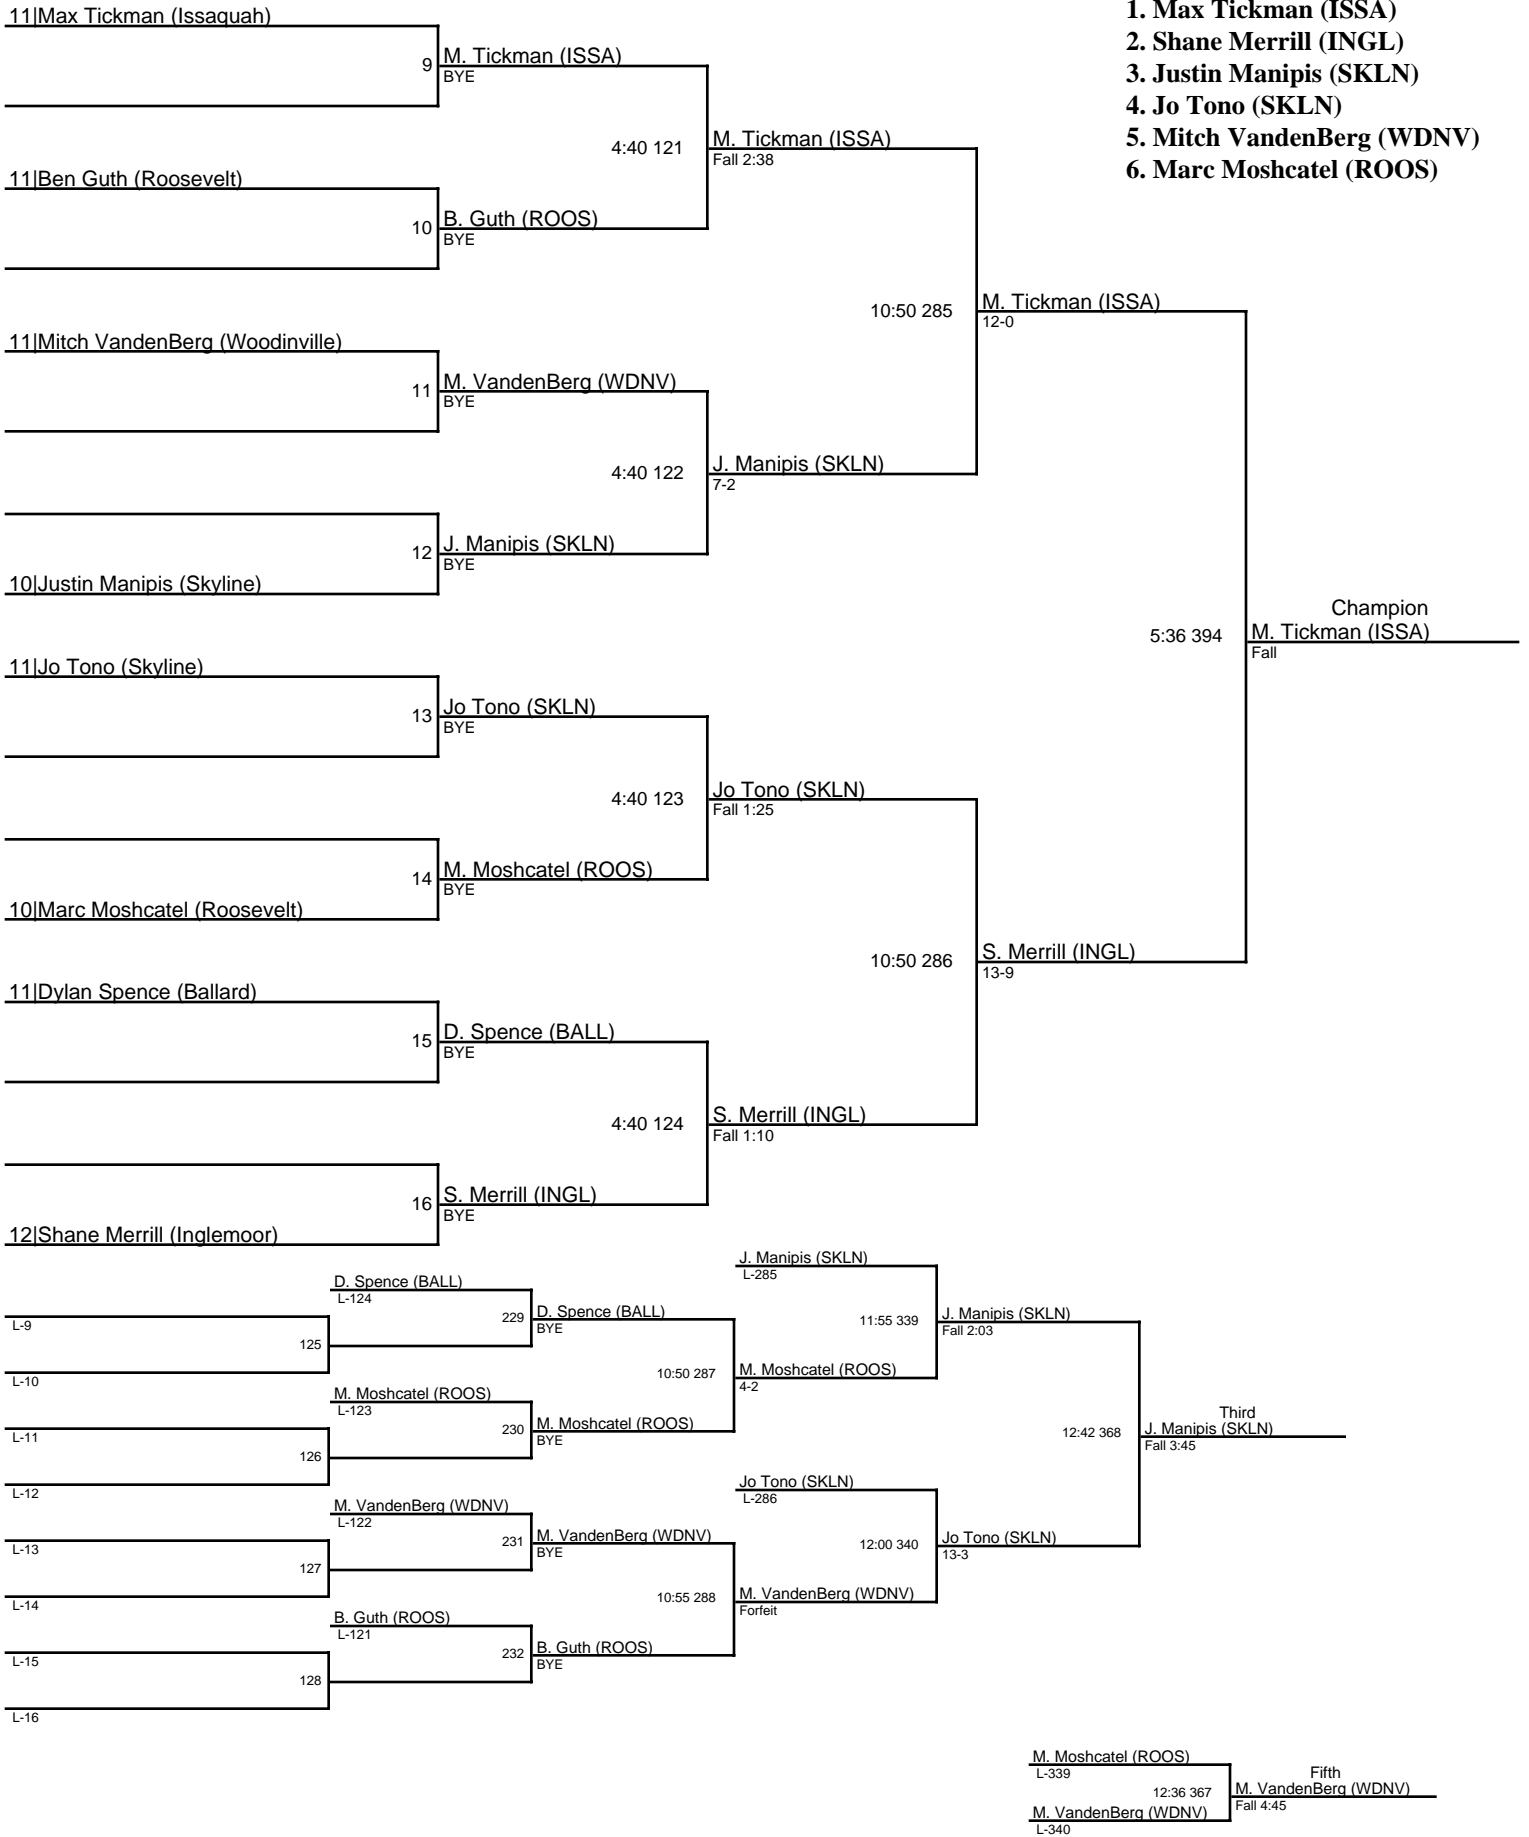 11|Max Tickman (Issaquah)
9
M. Tickman (ISSA)
BYE
4:40 121
M. Tickman (ISSA)
Fall 2:38
11|Ben Guth (Roosevelt)
10
B. Guth (ROOS)
BYE
10:50 285
M. Tickman (ISSA)
12-0
11|Mitch VandenBerg (Woodinville)
11
M. VandenBerg (WDNV)
BYE
4:40 122
J. Manipis (SKLN)
7-2
12
J. Manipis (SKLN)
BYE
10|Justin Manipis (Skyline)
5:36 394
Champion
M. Tickman (ISSA)
Fall
11|Jo Tono (Skyline)
13
Jo Tono (SKLN)
BYE
4:40 123
Jo Tono (SKLN)
Fall 1:25
14
M. Moshcatel (ROOS)
BYE
10|Marc Moshcatel (Roosevelt)
10:50 286
S. Merrill (INGL)
13-9
11|Dylan Spence (Ballard)
15
D. Spence (BALL)
BYE
4:40 124
S. Merrill (INGL)
Fall 1:10
16
S. Merrill (INGL)
BYE
12|Shane Merrill (Inglemoor)
1. Max Tickman (ISSA)
2. Shane Merrill (INGL)
3. Justin Manipis (SKLN)
4. Jo Tono (SKLN)
5. Mitch VandenBerg (WDNV)
6. Marc Moshcatel (ROOS)
L-9
125
L-10
D. Spence (BALL)
L-124
229
D. Spence (BALL)
BYE
L-11
126
L-12
M. Moshcatel (ROOS)
L-123
230
M. Moshcatel (ROOS)
BYE
10:50 287
M. Moshcatel (ROOS)
4-2
J. Manipis (SKLN)
L-285
11:55 339
J. Manipis (SKLN)
Fall 2:03
L-13
127
L-14
M. VandenBerg (WDNV)
L-122
231
M. VandenBerg (WDNV)
BYE
L-15
128
L-16
B. Guth (ROOS)
L-121
232
B. Guth (ROOS)
BYE
10:55 288
M. VandenBerg (WDNV)
Forfeit
Jo Tono (SKLN)
L-286
12:00 340
Jo Tono (SKLN)
13-3
12:42 368
Third
J. Manipis (SKLN)
Fall 3:45
M. Moshcatel (ROOS)
L-339
12:36 367
M. VandenBerg (WDNV)
L-340
Fifth
M. VandenBerg (WDNV)
Fall 4:45